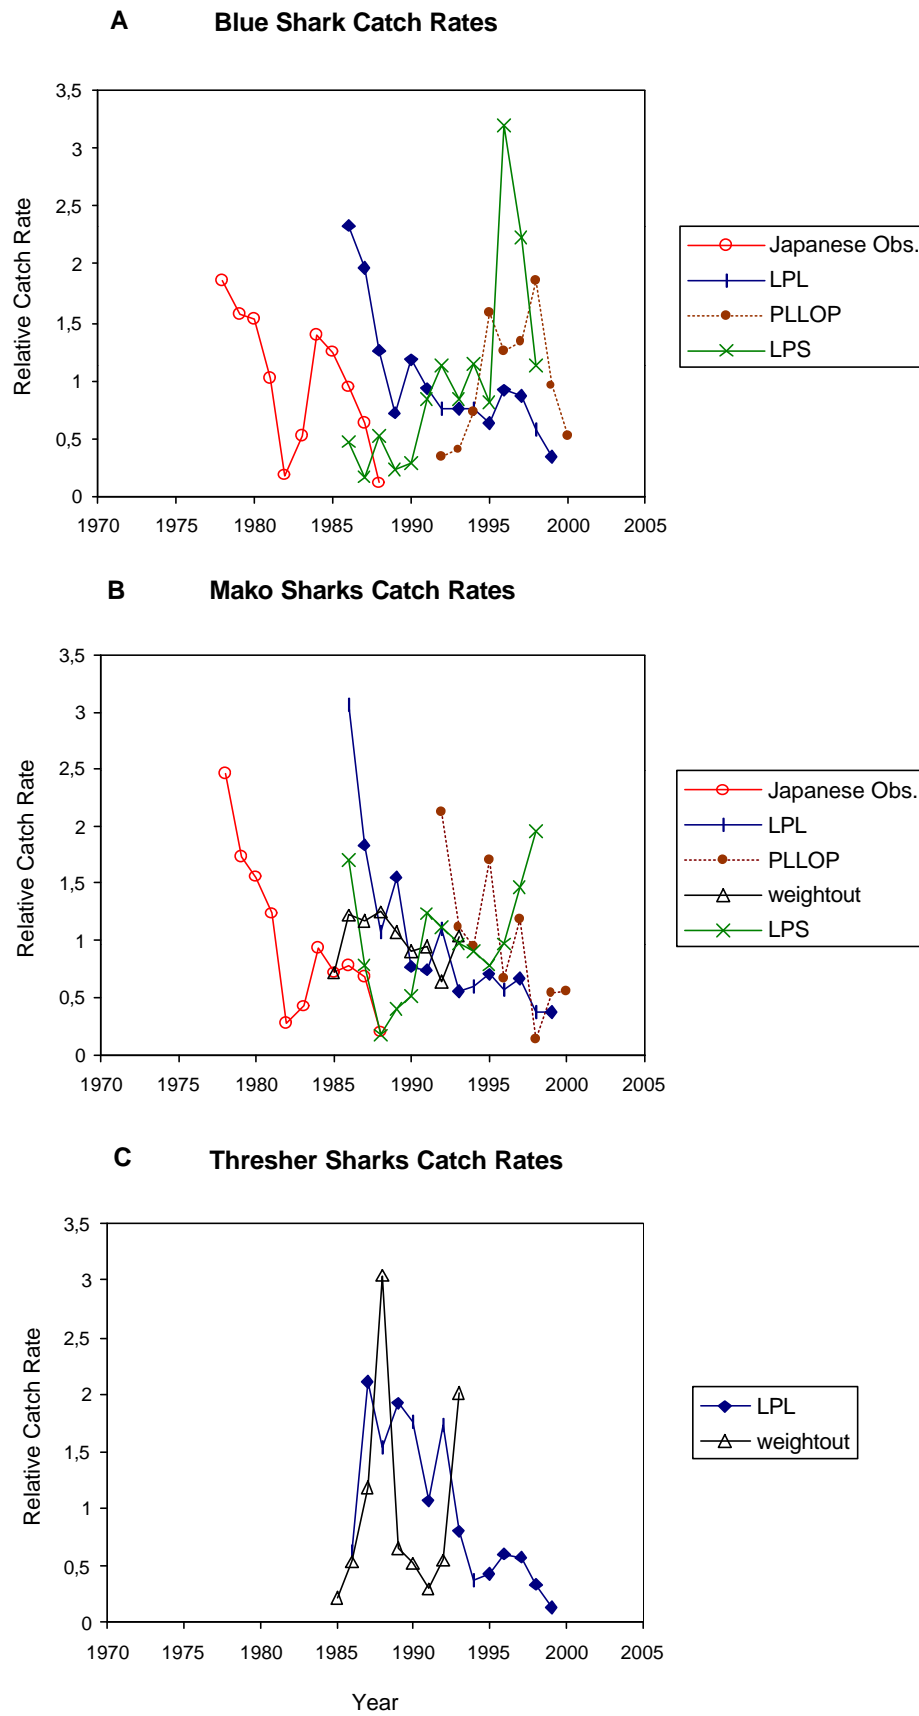 A Blue Shark Catch Rates
3,5
3
2,5
2
1,5
1
0,5
0
Relative Catch Rate
1970 1975 1980 1985 1990 1995 2000 2005
Japanese Obs.
LPL
PLLOP
LPS
B Mako Sharks Catch Rates
3,5
3
2,5
2
1,5
1
0,5
0
Relative Catch Rate
1970 1975 1980 1985 1990 1995 2000 2005
Japanese Obs.
LPL
PLLOP
weightout
LPS
C Thresher Sharks Catch Rates
3,5
3
2,5
2
1,5
1
0,5
0
Relative Catch Rate
1970 1975 1980 1985 1990 1995 2000 2005
Year
LPL
weightout